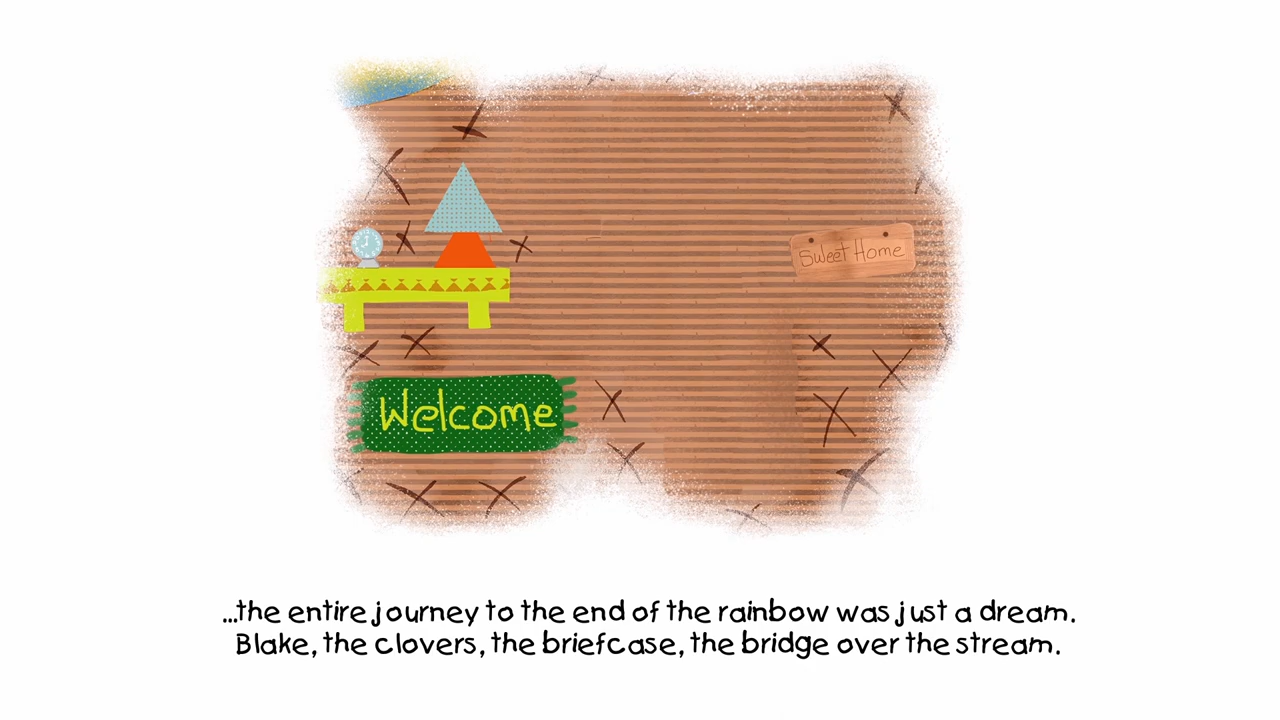 Sweet Home
Welcome
...the entire journey to the end of the rainbow was just a dream.
Blake, the clovers, the briefcase, the bridge over the stream.